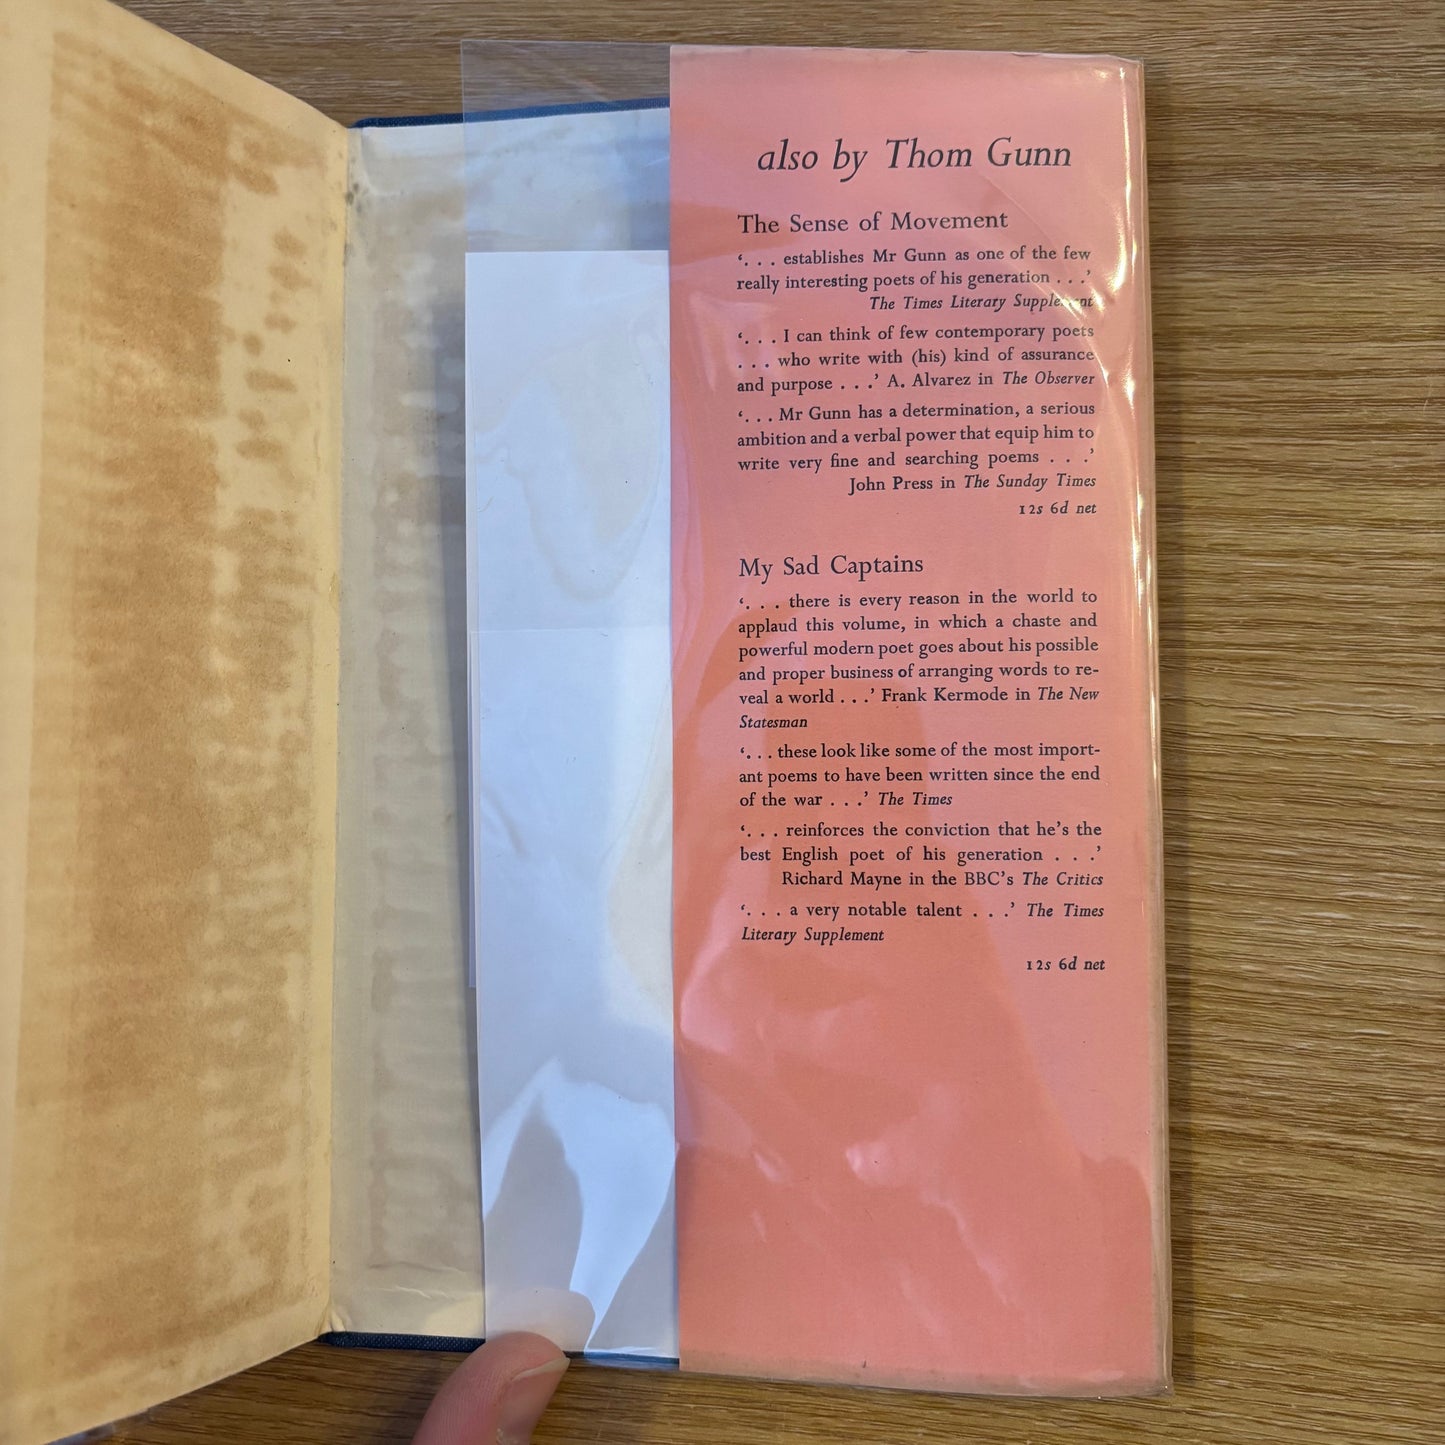 also by Thom Gunn
The Sense of Movement
‘. . . establishes Mr Gunn as one of the few
really interesting poets of his generation . . .’
The Times Literary Supplement
‘. . . I can think of few contemporary poets
. . . who write with (his) kind of assurance
and purpose . . .’ A. Alvarez in The Observer
‘. . . Mr Gunn has a determination, a serious
ambition and a verbal power that equip him to
write very fine and searching poems . . .’
John Press in The Sunday Times
12s 6d net
My Sad Captains
‘. . . there is every reason in the world to
applaud this volume, in which a chaste and
powerful modern poet goes about his possible
and proper business of arranging words to re-
veal a world . . .’ Frank Kermode in The New
Statesman
‘. . . these look like some of the most import-
ant poems to have been written since the end
of the war . . .’ The Times
‘. . . reinforces the conviction that he’s the
best English poet of his generation . . .’
Richard Mayne in the BBC’s The Critics
‘. . . a very notable talent . . .’ The Times
Literary Supplement
12s 6d net